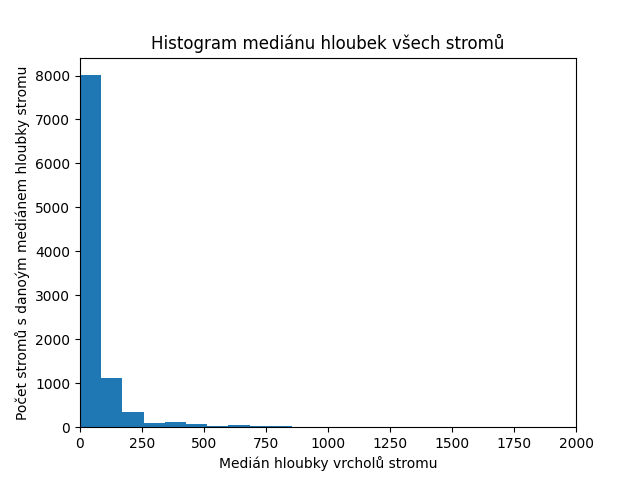 Histogram mediánu hloubek všech stromů
Počet stromů s danoým mediánem hloubky stromu
8000
7000
6000
5000
4000
3000
2000
1000
0
0 250 500 750 1000 1250 1500 1750 2000
Medián hloubky vrcholů stromu